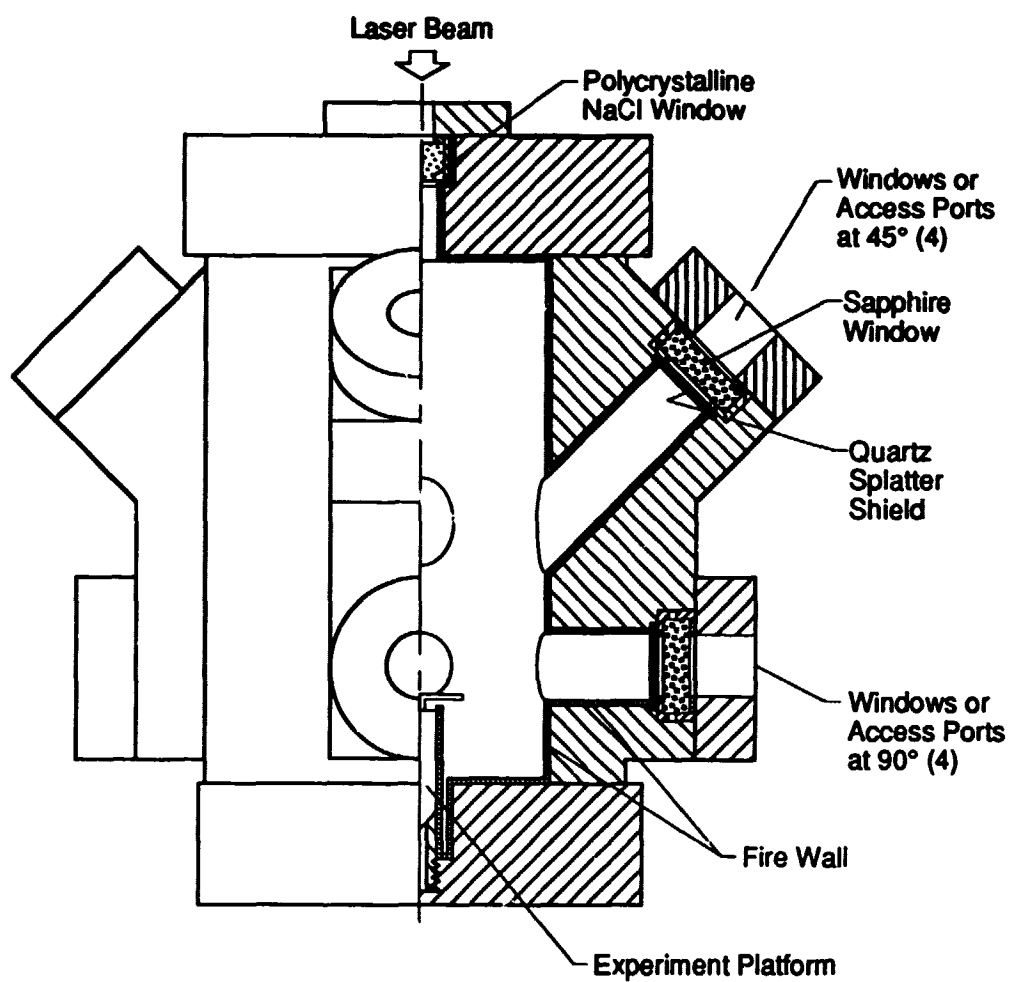 Laser Beam
Polycrystalline
NaCl Window
Windows or
Access Ports
at 45° (4)
Sapphire
Window
Quartz
Splatter
Shield
Windows or
Access Ports
at 90° (4)
Fire Wall
Experiment Platform